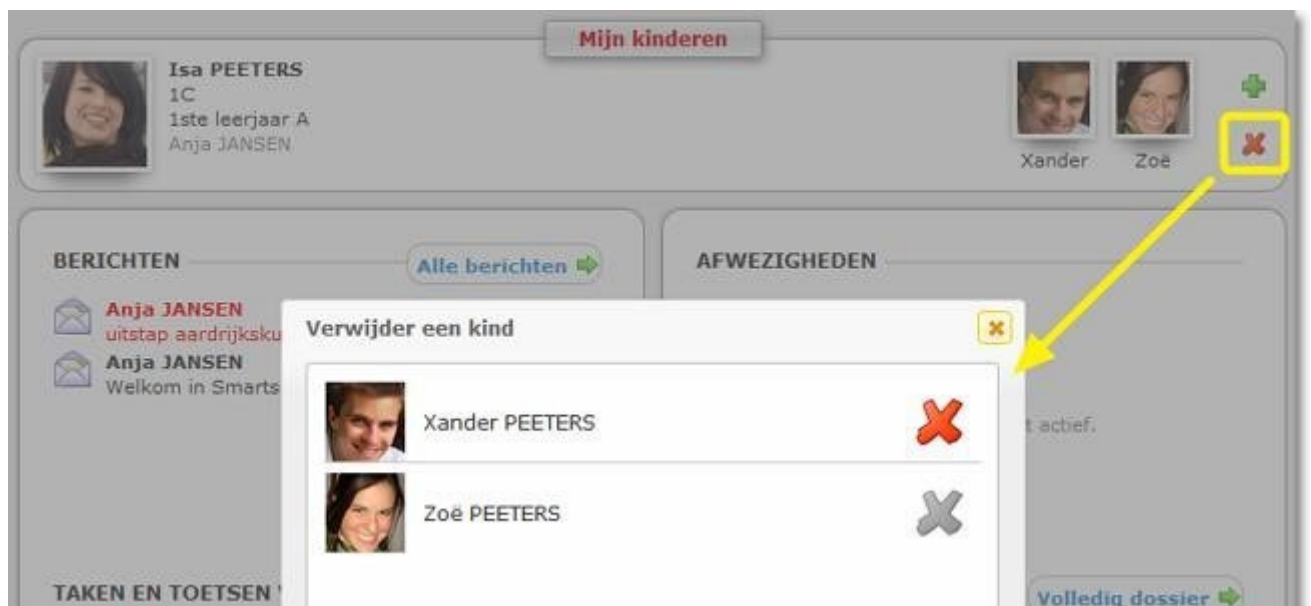 Mijn kinderen
Isa PEETERS
1C
1ste leerjaar A
Anja JANSEN
Xander
Zoë
BERICHTEN
Alle berichten
AFWEZIGHEDEN
Anja JANSEN
uitstap aardrijksku
Anja JANSEN
Welkom in Smarts
Verwijder een kind
Xander PEETERS
t actief.
Zoë PEETERS
TAKEN EN TOETSEN
Volledig dossier